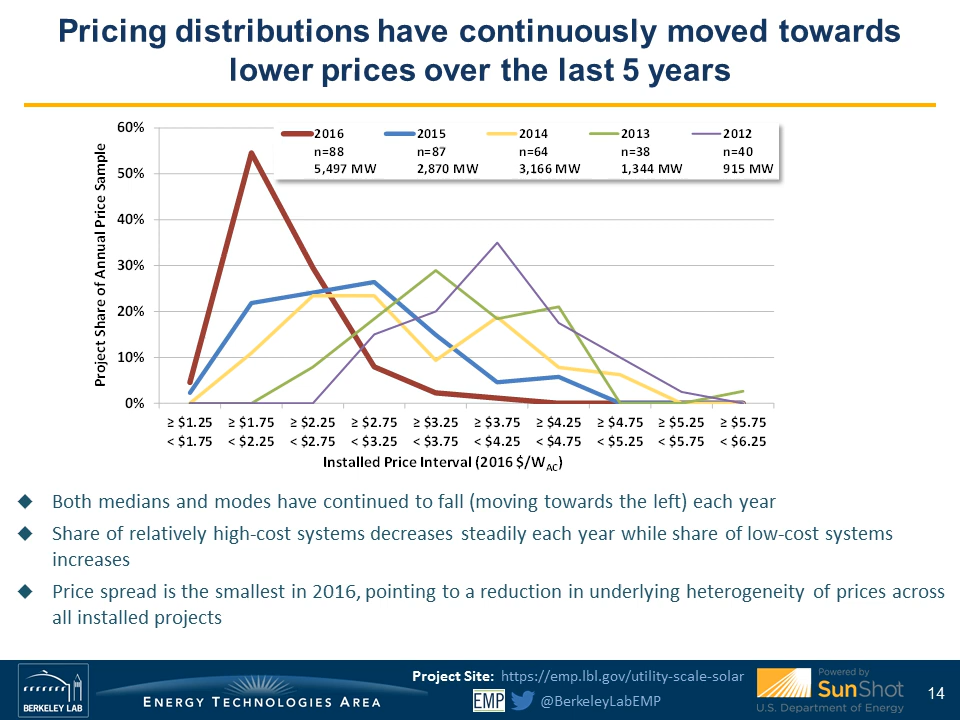 Pricing distributions have continuously moved towards
lower prices over the last 5 years
60%
50%
40%
30%
20%
10%
0%
Project Share of Annual Price Sample
2016 2015 2014 2013 2012
n=88 n=87 n=64 n=38 n=40
5,497 MW 2,870 MW 3,166 MW 1,344 MW 915 MW
≥ $1.25 ≥ $1.75 ≥ $2.25 ≥ $2.75 ≥ $3.25 ≥ $3.75 ≥ $4.25 ≥ $4.75 ≥ $5.25 ≥ $5.75
< $1.75 < $2.25 < $2.75 < $3.25 < $3.75 < $4.25 < $4.75 < $5.25 < $5.75 < $6.25
Installed Price Interval (2016 $/WAC)
Both medians and modes have continued to fall (moving towards the left) each year
Share of relatively high-cost systems decreases steadily each year while share of low-cost systems
increases
Price spread is the smallest in 2016, pointing to a reduction in underlying heterogeneity of prices across
all installed projects
BERKELEY LAB
ENERGY TECHNOLOGIES AREA
Project Site: https://emp.lbl.gov/utility-scale-solar
EMP @BerkeleyLabEMP
Powered by
SunShot
U.S. Department of Energy
14